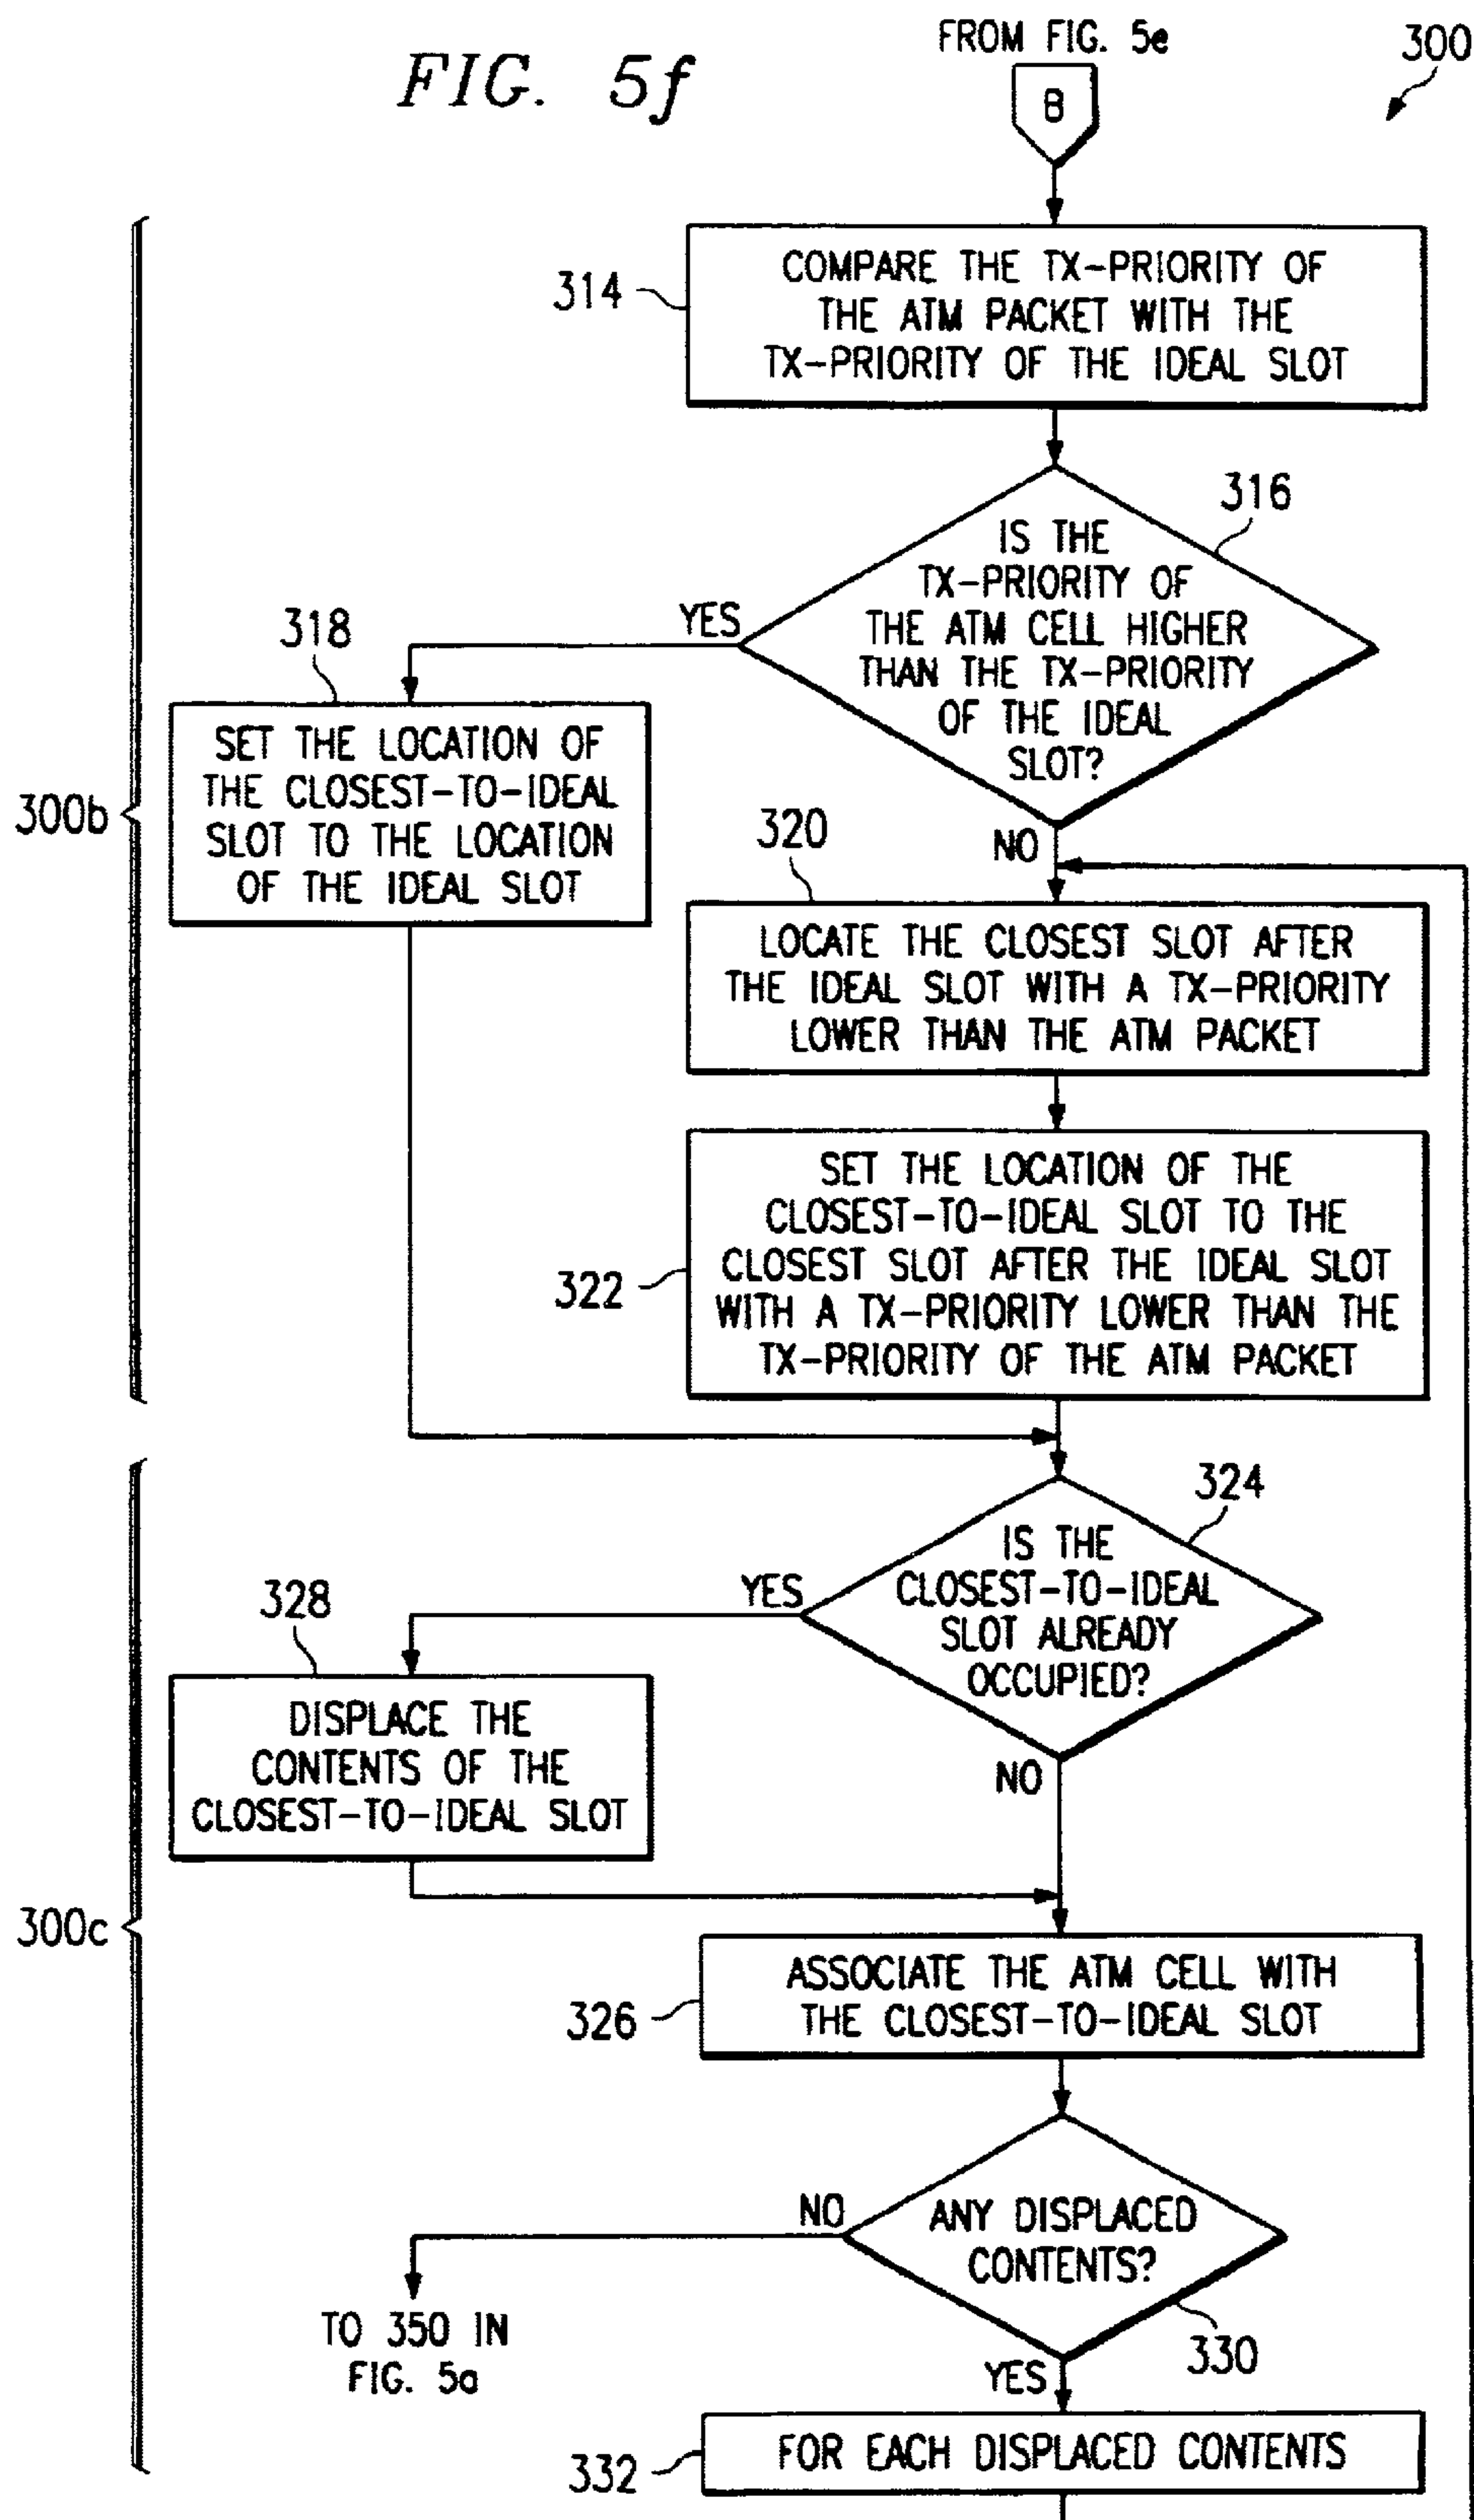 FROM FIG. 5e
300
FIG. 5f
B
314
COMPARE THE TX-PRIORITY OF
THE ATM PACKET WITH THE
TX-PRIORITY OF THE IDEAL SLOT
316
IS THE
TX-PRIORITY OF
THE ATM CELL HIGHER
THAN THE TX-PRIORITY
OF THE IDEAL
SLOT?
YES
NO
318
SET THE LOCATION OF
THE CLOSEST-TO-IDEAL
SLOT TO THE LOCATION
OF THE IDEAL SLOT
300b
320
LOCATE THE CLOSEST SLOT AFTER
THE IDEAL SLOT WITH A TX-PRIORITY
LOWER THAN THE ATM PACKET
322
SET THE LOCATION OF THE
CLOSEST-TO-IDEAL SLOT TO THE
CLOSEST SLOT AFTER THE IDEAL SLOT
WITH A TX-PRIORITY LOWER THAN THE
TX-PRIORITY OF THE ATM PACKET
324
IS THE
CLOSEST-TO-IDEAL
SLOT ALREADY
OCCUPIED?
YES
NO
328
DISPLACE THE
CONTENTS OF THE
CLOSEST-TO-IDEAL SLOT
300c
326
ASSOCIATE THE ATM CELL WITH
THE CLOSEST-TO-IDEAL SLOT
NO
ANY DISPLACED
CONTENTS?
330
TO 350 IN
FIG. 5a
YES
332
FOR EACH DISPLACED CONTENTS